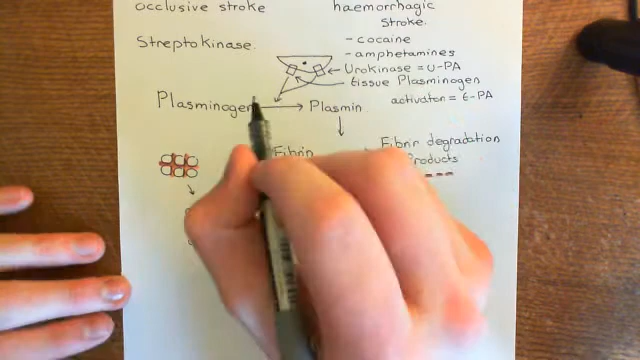 occlusive stroke
haemorrhagic
Stroke.
- cocaine
- amphetamines
Streptokinase.
Urokinase = u-PA
tissue Plasminogen
activator = t-PA
Plasminogen
Plasmin
Fibrin
Fibrin degradation
Products